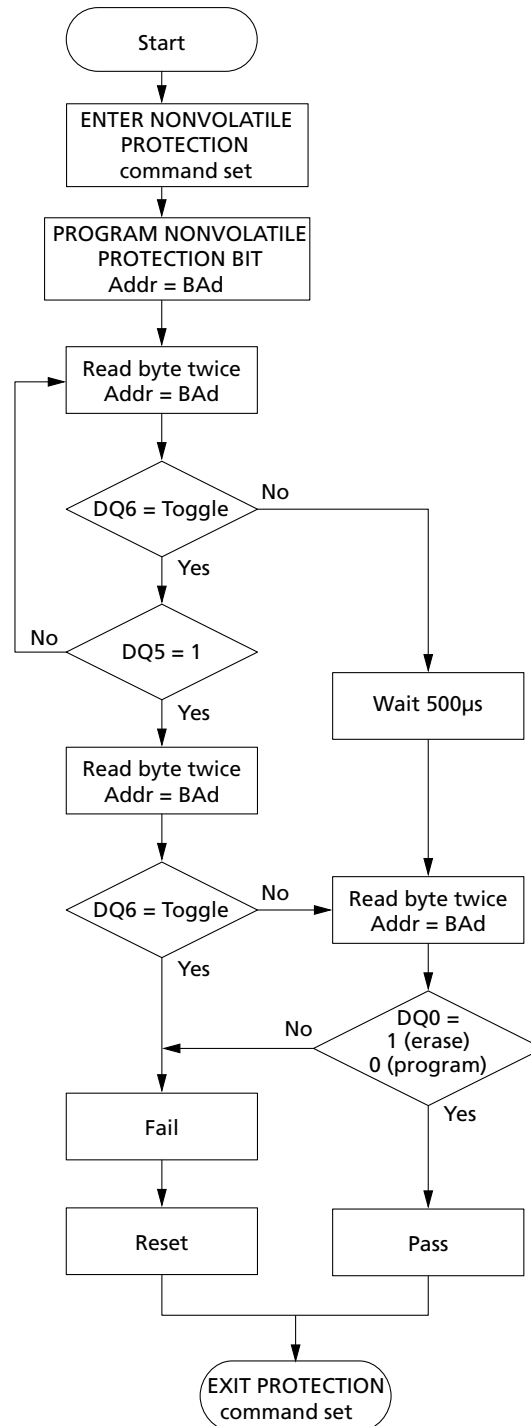 Start
ENTER NONVOLATILE
PROTECTION
command set
PROGRAM NONVOLATILE
PROTECTION BIT
Addr = BAd
Read byte twice
Addr = BAd
DQ6 = Toggle
No
Yes
DQ5 = 1
No
Yes
Wait 500µs
Read byte twice
Addr = BAd
DQ6 = Toggle
No
Yes
Read byte twice
Addr = BAd
DQ0 =
1 (erase)
0 (program)
No
Yes
Fail
Reset
Pass
EXIT PROTECTION
command set